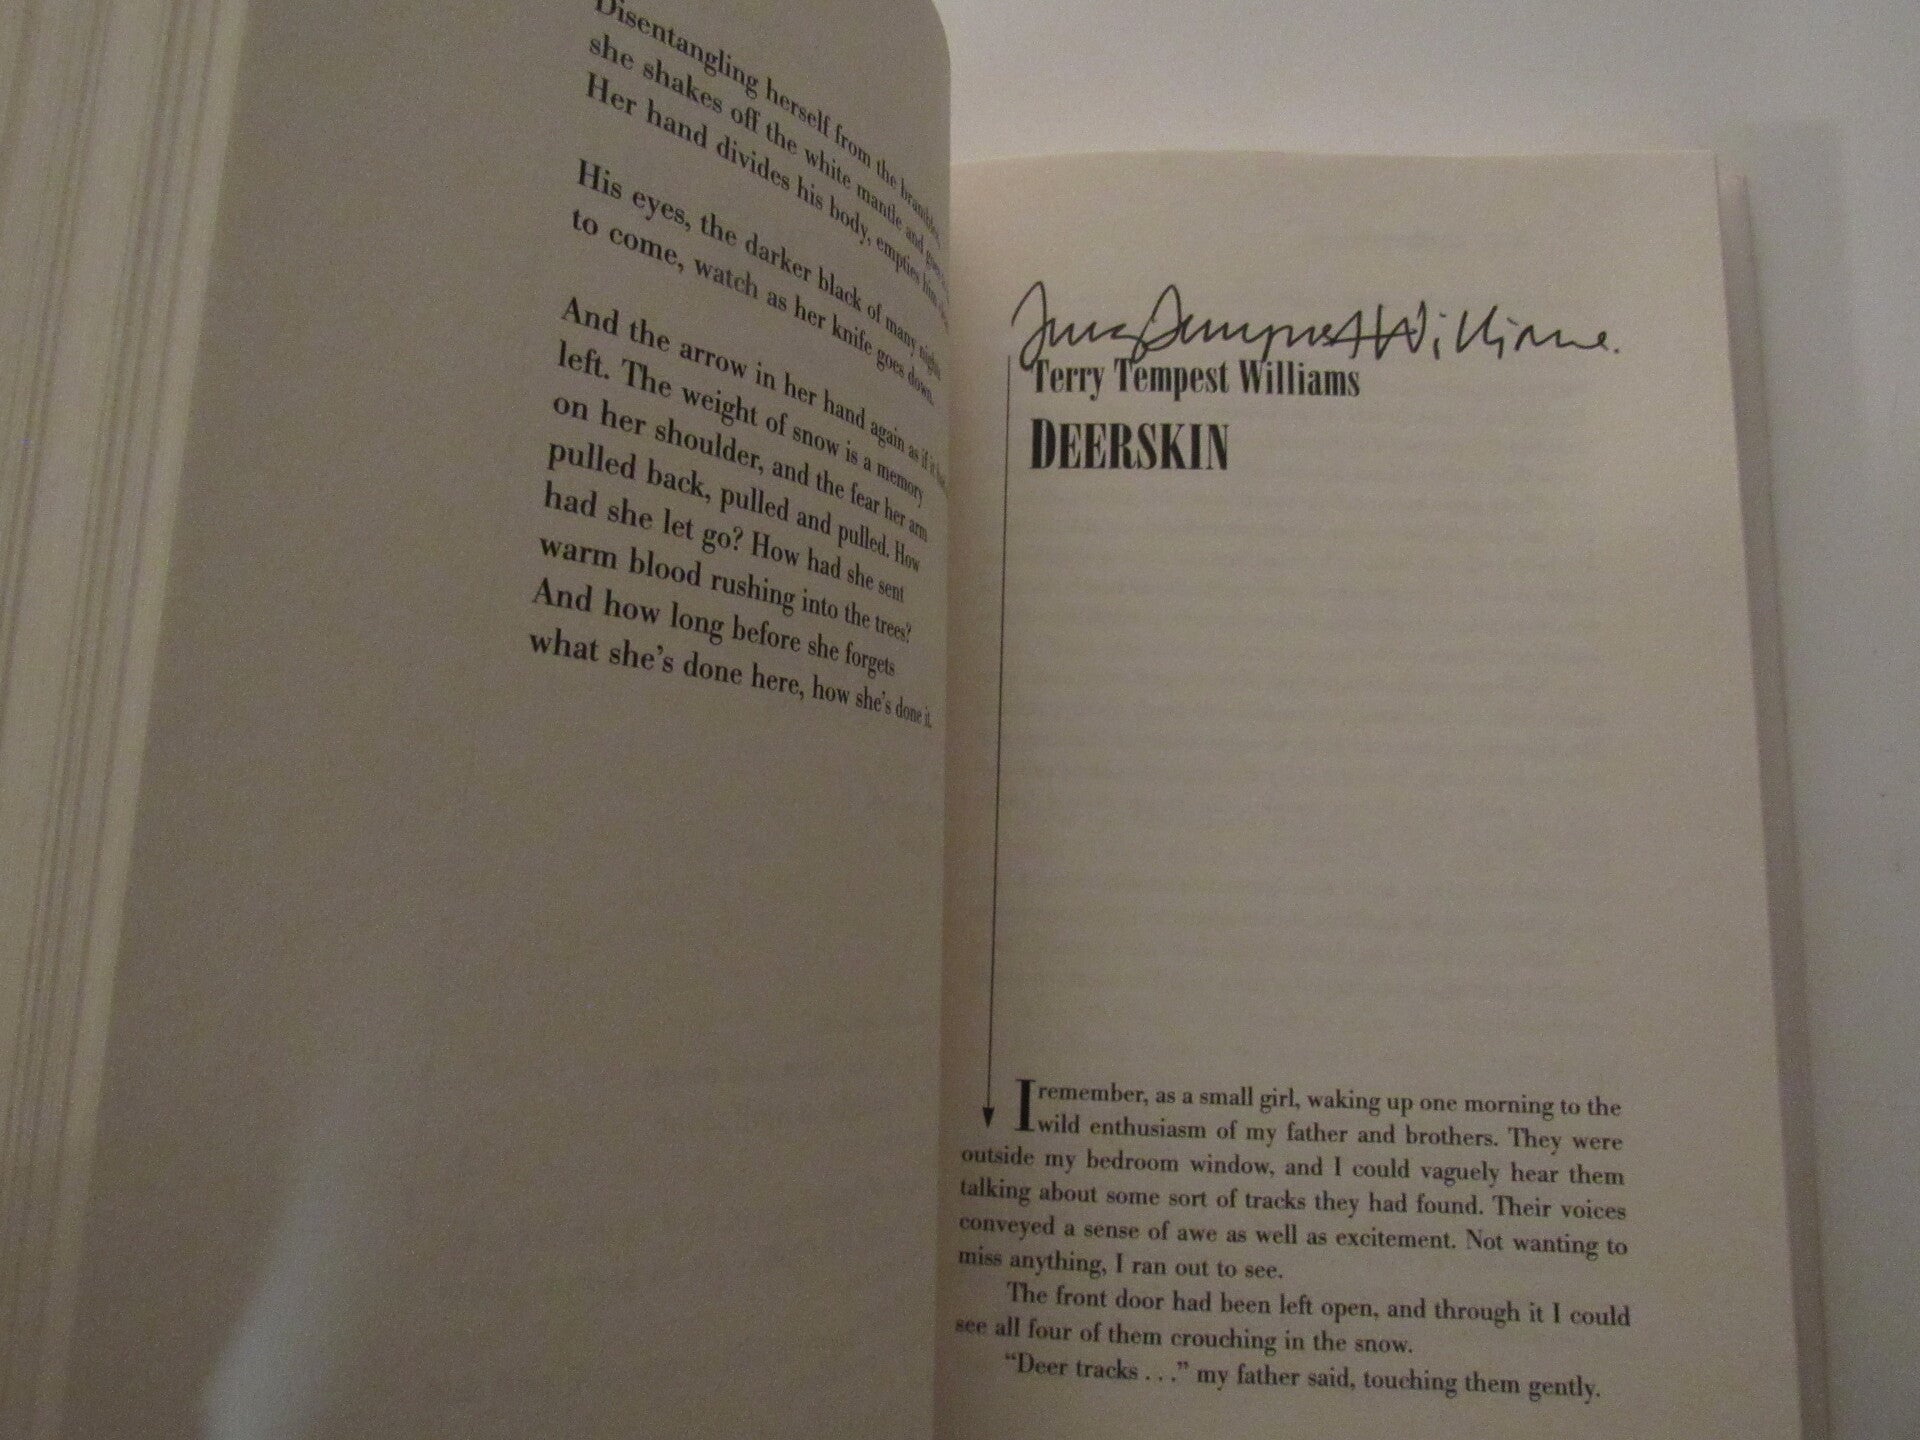 Disentangling herself from the brambles,
she shakes off the white mantle and
Her hand divides his body, empties him
His eyes, the darker black of many nights
to come, watch as her knife goes down.
And the arrow in her hand again as if it
left. The weight of snow is a memory
on her shoulder, and the fear her arm
pulled back, pulled and pulled. How
had she let go? How had she sent
warm blood rushing into the trees?
And how long before she forgets
what she's done here, how she's done it.
Terry Tempest Williams
Terry Tempest Williams
DEERSKIN
I remember, as a small girl, waking up one morning to the
wild enthusiasm of my father and brothers. They were
outside my bedroom window, and I could vaguely hear them
talking about some sort of tracks they had found. Their voices
conveyed a sense of awe as well as excitement. Not wanting to
miss anything, I ran out to see.
The front door had been left open, and through it I could
see all four of them crouching in the snow.
“Deer tracks . . .” my father said, touching them gently.